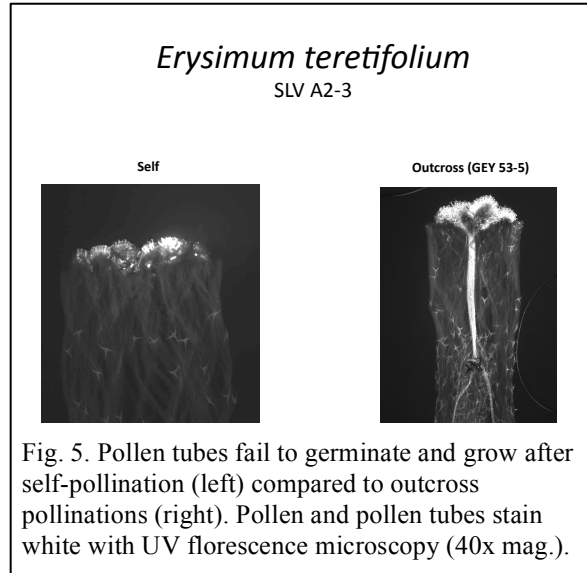 Erysimum teretifolium
SLV A2-3
Self
Outcross (GEY 53-5)
Fig. 5. Pollen tubes fail to germinate and grow after
self-pollination (left) compared to outcross
pollinations (right). Pollen and pollen tubes stain
white with UV florescence microscopy (40x mag.).